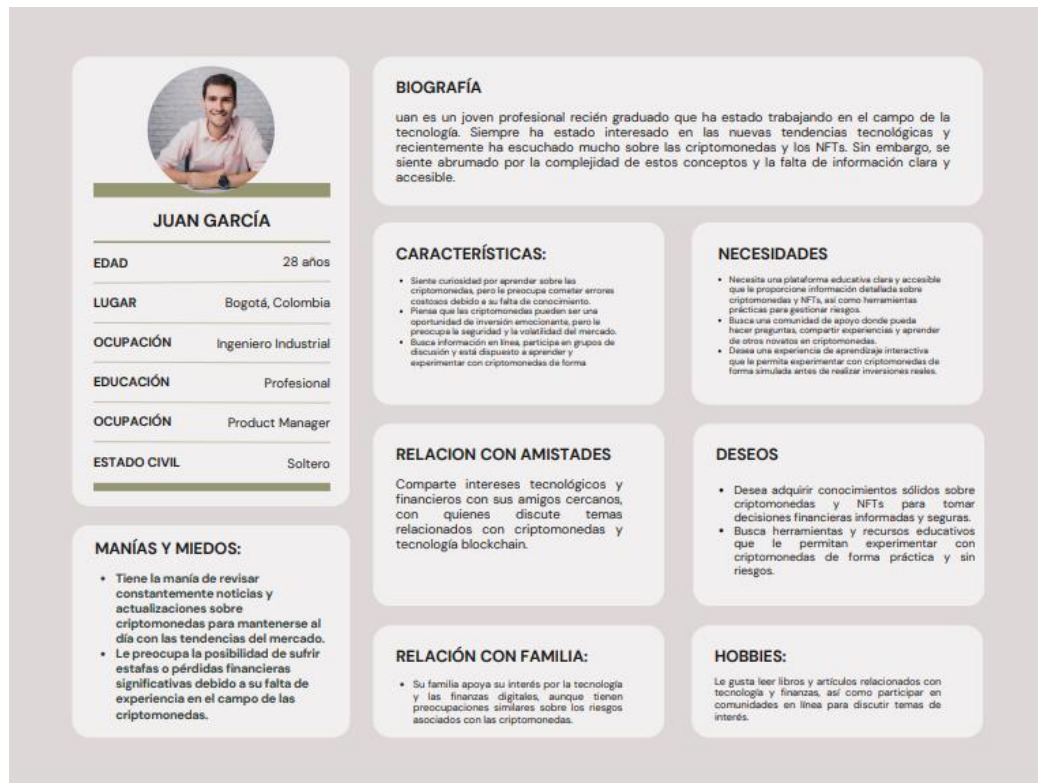 JUAN GARCÍA
EDAD 28 años
LUGAR Bogotá, Colombia
OCUPACIÓN Ingeniero Industrial
EDUCACIÓN Profesional
OCUPACIÓN Product Manager
ESTADO CIVIL Soltero
MANÍAS Y MIEDOS:
• Tiene la manía de revisar
constantemente noticias y
actualizaciones sobre
criptomonedas para mantenerse al
día con las tendencias del mercado.
• Le preocupa la posibilidad de sufrir
estafas o pérdidas financieras
significativas debido a su falta de
experiencia en el campo de las
criptomonedas.
BIOGRAFÍA
uan es un joven profesional recién graduado que ha estado trabajando en el campo de la
tecnología. Siempre ha estado interesado en las nuevas tendencias tecnológicas y
recientemente ha escuchado mucho sobre las criptomonedas y los NFTs. Sin embargo, se
siente abrumado por la complejidad de estos conceptos y la falta de información clara y
accesible.
CARACTERÍSTICAS:
• Siente curiosidad por aprender sobre las
criptomonedas, pero le preocupa cometer errores
costosos debido a su falta de conocimiento.
• Piensa que las criptomonedas pueden ser una
oportunidad de inversión emocionante, pero le
preocupa la seguridad y la volatilidad del mercado.
• Busca información en línea, participa en grupos de
discusión y está dispuesto a aprender y
experimentar con criptomonedas de forma
NECESIDADES
• Necesita una plataforma educativa clara y accesible
que le proporcione información detallada sobre
criptomonedas y NFTs, así como herramientas
prácticas para gestionar riesgos.
• Busca una comunidad de apoyo donde pueda
hacer preguntas, compartir experiencias y aprender
de otros novatos en criptomonedas.
• Desea una experiencia de aprendizaje interactiva
que le permita experimentar con criptomonedas de
forma simulada antes de realizar inversiones reales.
RELACION CON AMISTADES
Comparte intereses tecnológicos y
financieros con sus amigos cercanos,
con quienes discute temas
relacionados con criptomonedas y
tecnología blockchain.
DESEOS
• Desea adquirir conocimientos sólidos sobre
criptomonedas y NFTs para tomar
decisiones financieras informadas y seguras.
• Busca herramientas y recursos educativos
que le permitan experimentar con
criptomonedas de forma práctica y sin
riesgos.
RELACIÓN CON FAMILIA:
• Su familia apoya su interés por la tecnología
y las finanzas digitales, aunque tienen
preocupaciones similares sobre los riesgos
asociados con las criptomonedas.
HOBBIES:
Le gusta leer libros y artículos relacionados con
tecnología y finanzas, así como participar en
comunidades en línea para discutir temas de
interés.